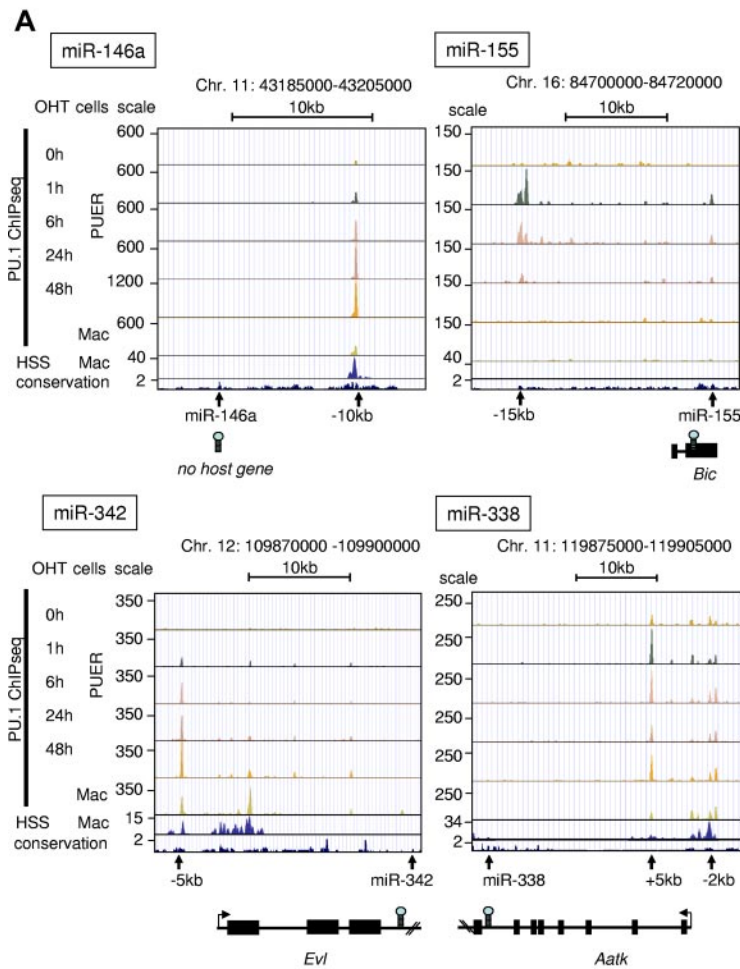 A
miR-146a
miR-155
Chr. 11: 43185000-43205000
Chr. 16: 84700000-84720000
OHT cells scale
10kb
scale
10kb
PU.1 ChIPseq
PUER
0h
1h
6h
24h
48h
Mac
HSS Mac
conservation
600
600
600
600
1200
600
40
2
150
150
150
150
150
150
40
2
miR-146a
-10kb
-15kb
miR-155
no host gene
Bic
miR-342
miR-338
Chr. 12: 109870000 -109900000
Chr. 11: 119875000-119905000
OHT cells scale
10kb
scale
10kb
PU.1 ChIPseq
PUER
0h
1h
6h
24h
48h
Mac
HSS Mac
conservation
350
350
350
350
350
350
15
2
250
250
250
250
250
250
34
2
-5kb
miR-342
miR-338
+5kb
-2kb
Evl
Aatk